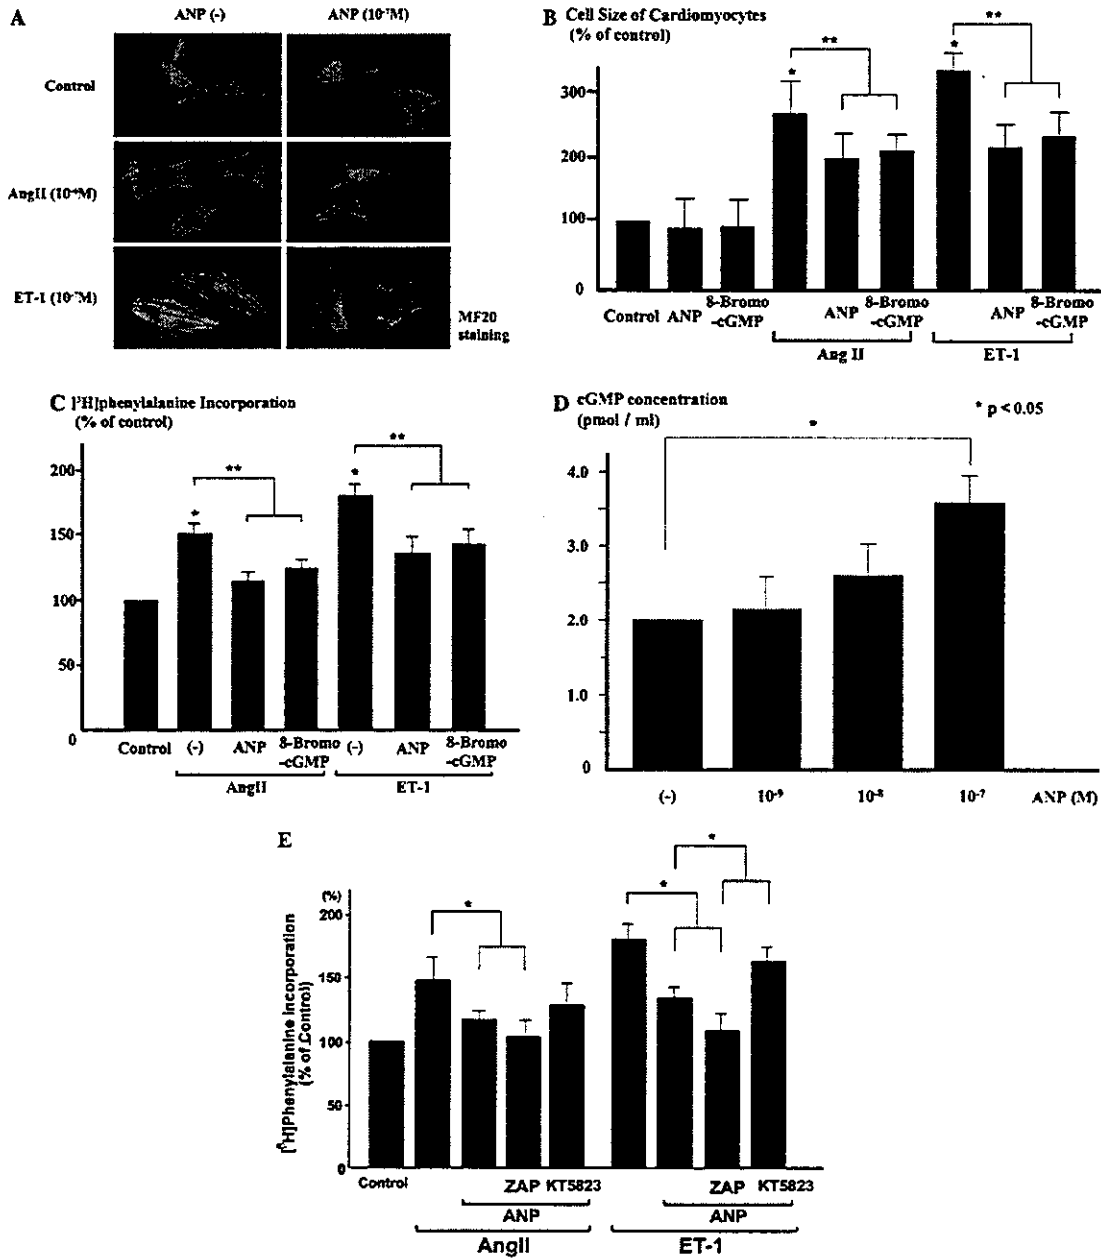 A
ANP (-)
ANP (10⁻⁷M)
Control
AngII (10⁻⁶M)
ET-1 (10⁻⁷M)
MF20
staining
B Cell Size of Cardiomyocytes
(% of control)
300
200
100
0
* ** * **
Control ANP 8-Bromo-cGMP ANP 8-Bromo-cGMP ANP 8-Bromo-cGMP
Ang II ET-1
C [³H]phenylalanine Incorporation
(% of control)
200
150
100
50
0
* ** * **
Control (-) ANP 8-Bromo-cGMP (-) ANP 8-Bromo-cGMP
AngII ET-1
D cGMP concentration
(pmol / ml)
* p < 0.05
*
4.0
3.0
2.0
1.0
0
(-) 10⁻⁹ 10⁻⁸ 10⁻⁷ ANP (M)
E
(%)
Phenylalanine Incorporation
(% of Control)
200
150
100
50
0
* * *
Control ZAP KT5823 ZAP KT5823
ANP ANP
AngII ET-1